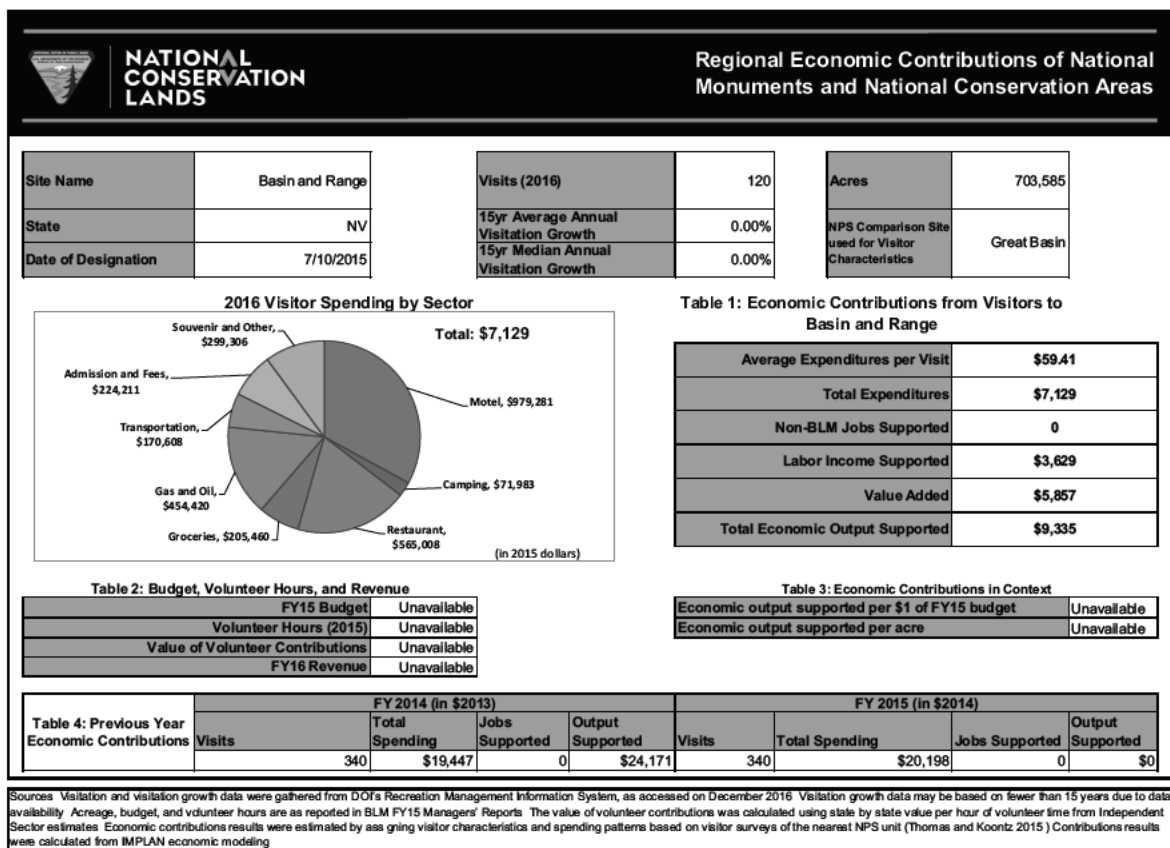 NATIONAL
CONSERVATION
LANDS
Regional Economic Contributions of National
Monuments and National Conservation Areas
Site Name Basin and Range
State NV
Date of Designation 7/10/2015
Visits (2016) 120
15yr Average Annual
Visitation Growth 0.00%
15yr Median Annual
Visitation Growth 0.00%
Acres 703,585
NPS Comparison Site
used for Visitor
Characteristics Great Basin
2016 Visitor Spending by Sector
Total: $7,129
Souvenir and Other,
$299,306
Admission and Fees,
$224,211
Transportation,
$170,608
Gas and Oil,
$454,420
Groceries, $205,460
Restaurant,
$565,008
Camping, $71,983
Motel, $979,281
(in 2015 dollars)
Table 1: Economic Contributions from Visitors to
Basin and Range
Average Expenditures per Visit $59.41
Total Expenditures $7,129
Non-BLM Jobs Supported 0
Labor Income Supported $3,629
Value Added $5,857
Total Economic Output Supported $9,335
Table 2: Budget, Volunteer Hours, and Revenue
FY15 Budget Unavailable
Volunteer Hours (2015) Unavailable
Value of Volunteer Contributions Unavailable
FY16 Revenue Unavailable
Table 3: Economic Contributions in Context
Economic output supported per $1 of FY15 budget Unavailable
Economic output supported per acre Unavailable
Table 4: Previous Year
Economic Contributions
FY 2014 (in $2013) FY 2015 (in $2014)
Visits Total Spending Jobs Supported Output Supported Visits Total Spending Jobs Supported Output Supported
340 $19,447 0 $24,171 340 $20,198 0 $0
Sources Visitation and visitation growth data were gathered from DOI's Recreation Management Information System, as accessed on December 2016 Visitation growth data may be based on fewer than 15 years due to data
availability Acreage, budget, and volunteer hours are as reported in BLM FY15 Managers' Reports The value of volunteer contributions was calculated using state by state value per hour of volunteer time from Independent
Sector estimates Economic contributions results were estimated by ass gning visitor characteristics and spending patterns based on visitor surveys of the nearest NPS unit (Thomas and Koontz 2015 ) Contributions results
were calculated from IMPLAN economic modeling